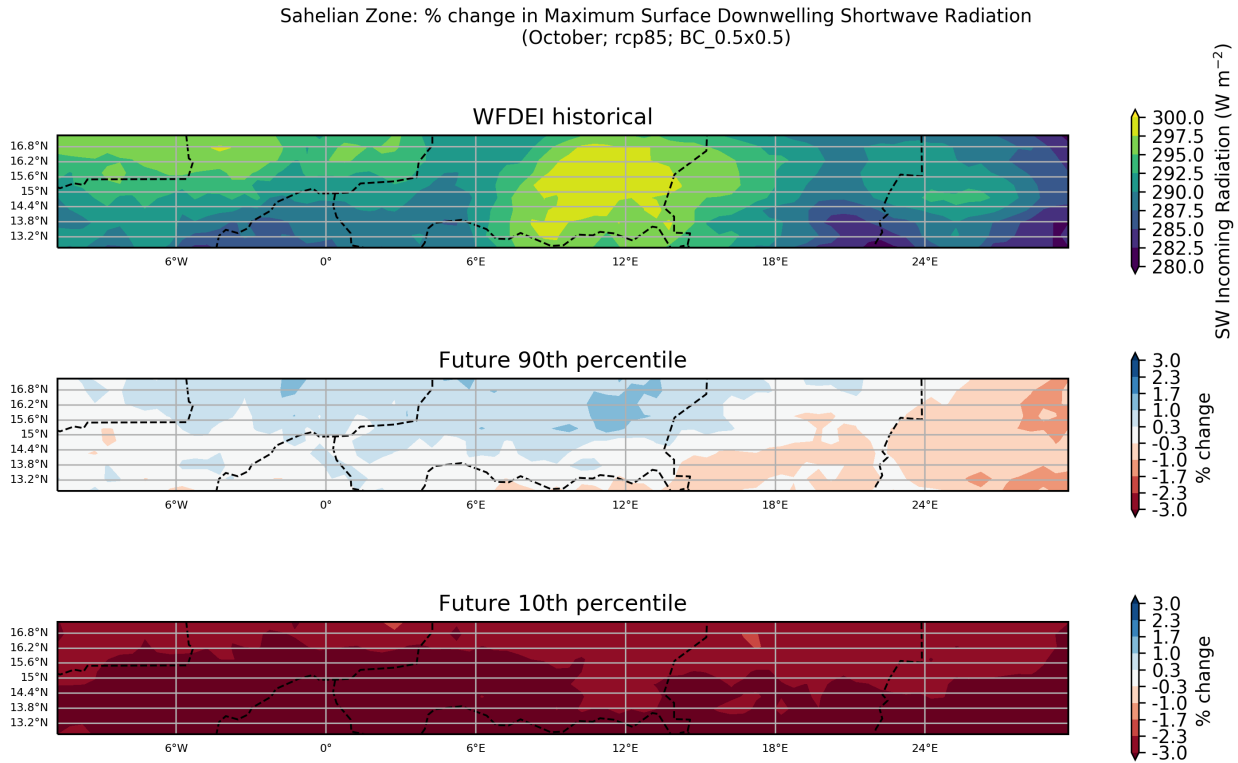 Sahelian Zone: % change in Maximum Surface Downwelling Shortwave Radiation
(October; rcp85; BC_0.5x0.5)
WFDEI historical
16.8°N
16.2°N
15.6°N
15°N
14.4°N
13.8°N
13.2°N
6°W 0° 6°E 12°E 18°E 24°E
300.0
297.5
295.0
292.5
290.0
287.5
285.0
282.5
280.0
SW Incoming Radiation (W m⁻²)
Future 90th percentile
16.8°N
16.2°N
15.6°N
15°N
14.4°N
13.8°N
13.2°N
6°W 0° 6°E 12°E 18°E 24°E
3.0
2.3
1.7
1.0
0.3
-0.3
-1.0
-1.7
-2.3
-3.0
% change
Future 10th percentile
16.8°N
16.2°N
15.6°N
15°N
14.4°N
13.8°N
13.2°N
6°W 0° 6°E 12°E 18°E 24°E
3.0
2.3
1.7
1.0
0.3
-0.3
-1.0
-1.7
-2.3
-3.0
% change